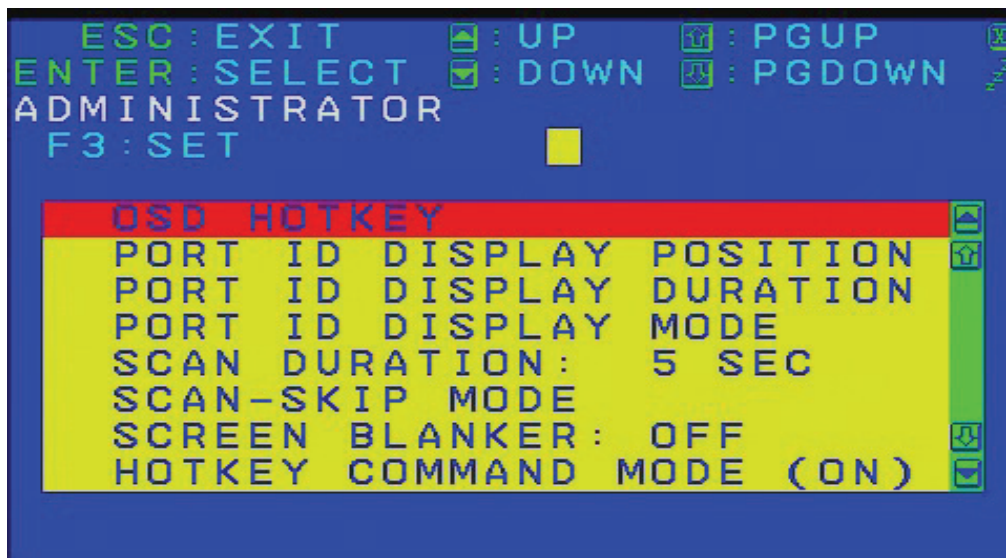 ESC:EXIT :UP :PGUP
ENTER:SELECT :DOWN :PGDOWN
ADMINISTRATOR
F3:SET
OSD HOTKEY
PORT ID DISPLAY POSITION
PORT ID DISPLAY DURATION
PORT ID DISPLAY MODE
SCAN DURATION: 5 SEC
SCAN-SKIP MODE
SCREEN BLANKER: OFF
HOTKEY COMMAND MODE (ON)